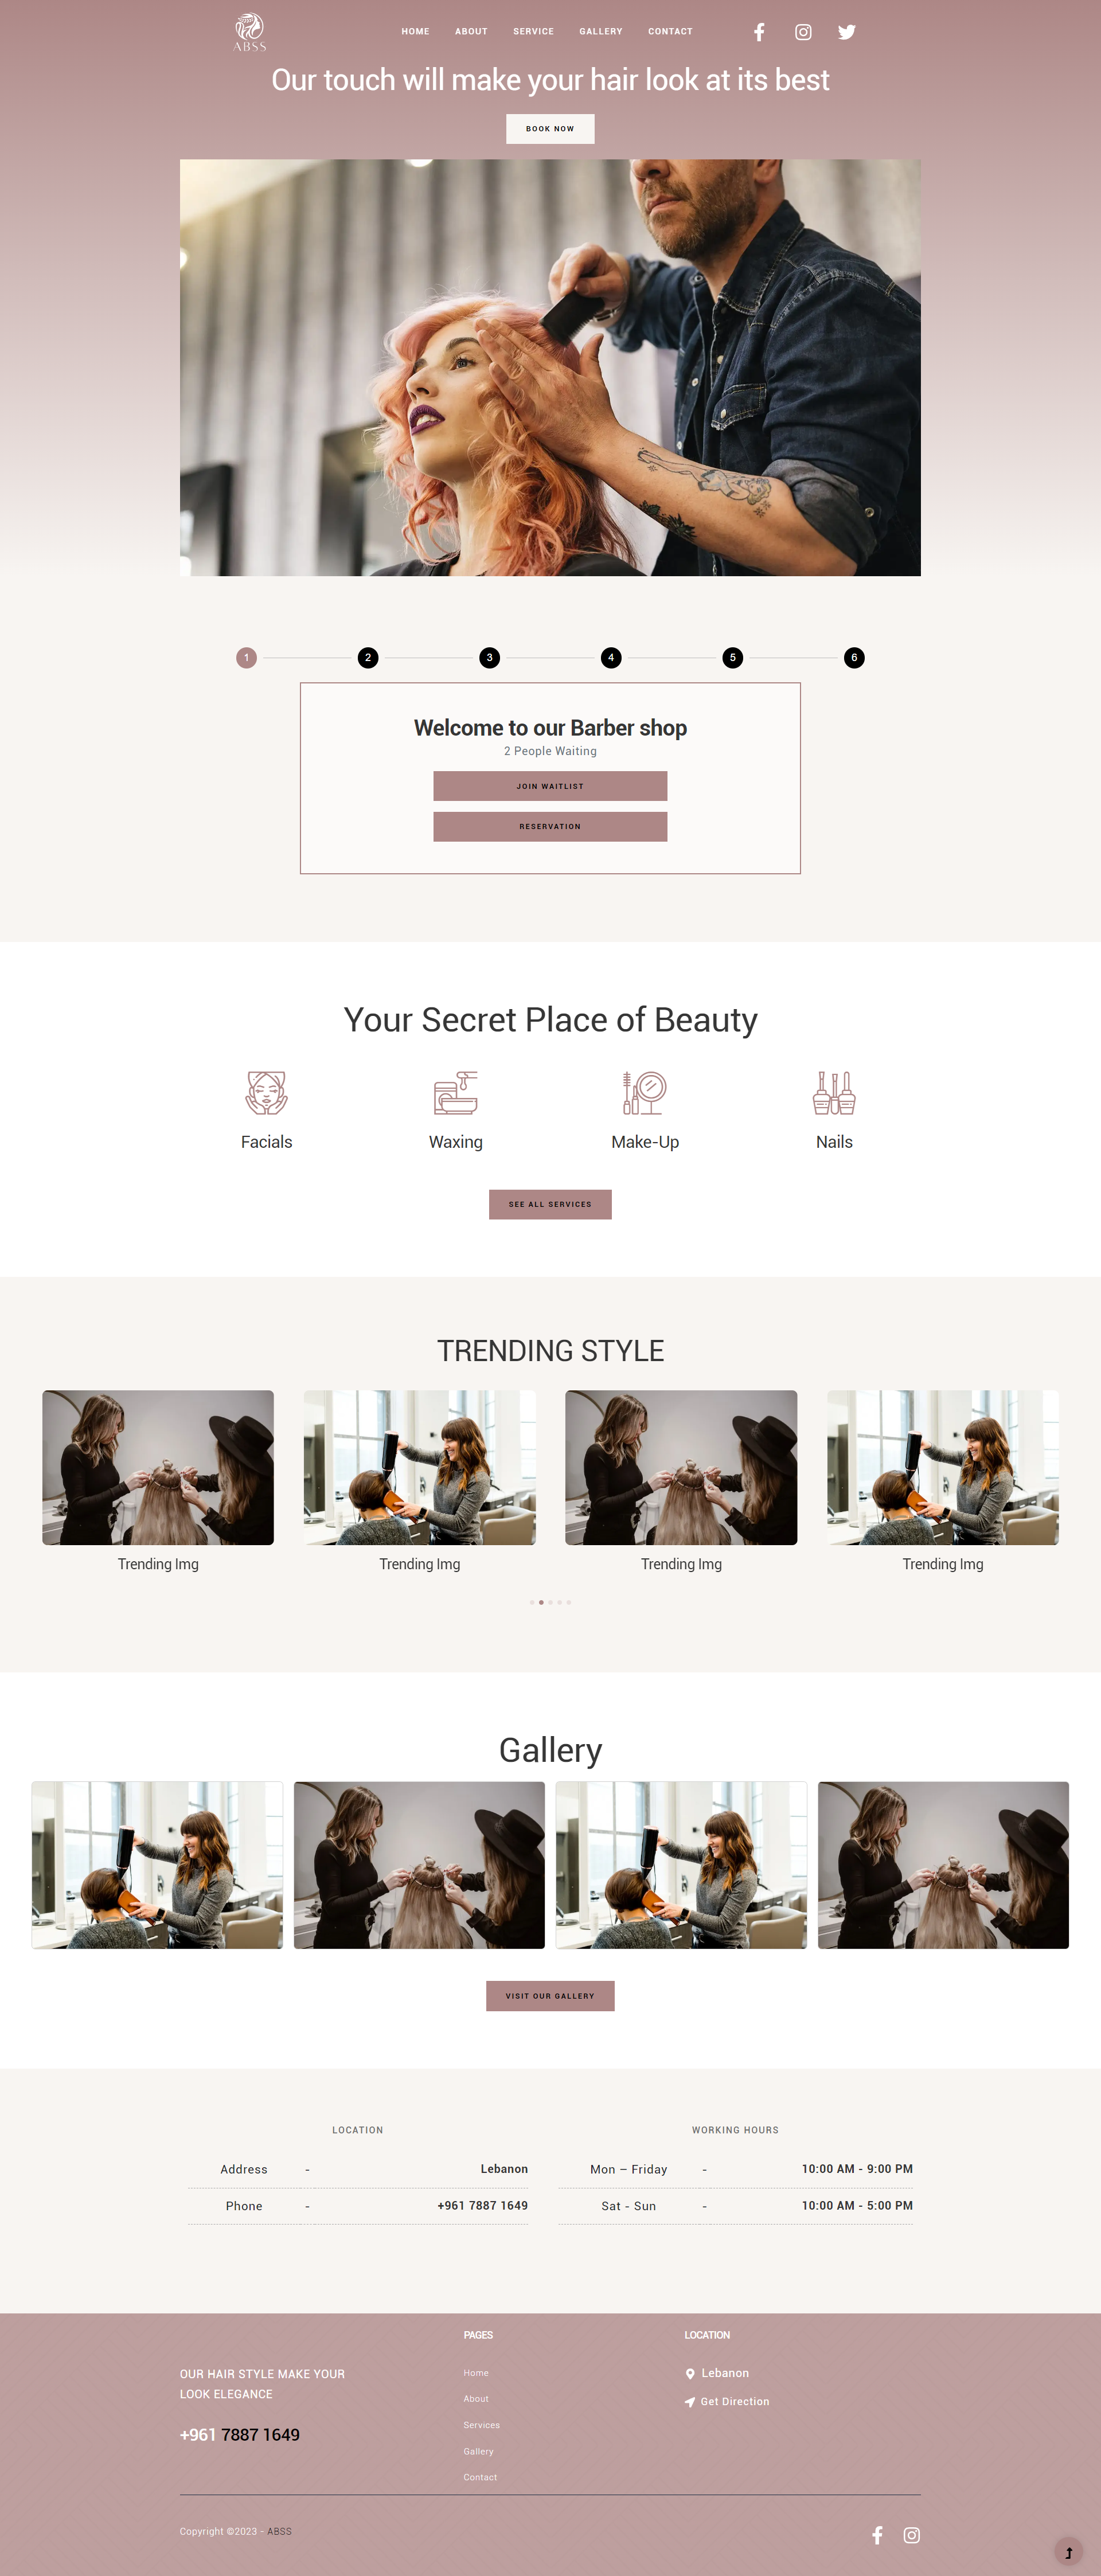 ABSS
HOME ABOUT SERVICE GALLERY CONTACT
Our touch will make your hair look at its best
BOOK NOW
1 2 3 4 5 6
Welcome to our Barber shop
2 People Waiting
JOIN WAITLIST
RESERVATION
Your Secret Place of Beauty
Facials Waxing Make-Up Nails
SEE ALL SERVICES
TRENDING STYLE
Trending Img Trending Img Trending Img Trending Img
Gallery
VISIT OUR GALLERY
LOCATION
Address - Lebanon
Phone - +961 7887 1649
WORKING HOURS
Mon – Friday - 10:00 AM - 9:00 PM
Sat - Sun - 10:00 AM - 5:00 PM
OUR HAIR STYLE MAKE YOUR
LOOK ELEGANCE
+961 7887 1649
PAGES
Home
About
Services
Gallery
Contact
LOCATION
Lebanon
Get Direction
Copyright ©2023 - ABSS